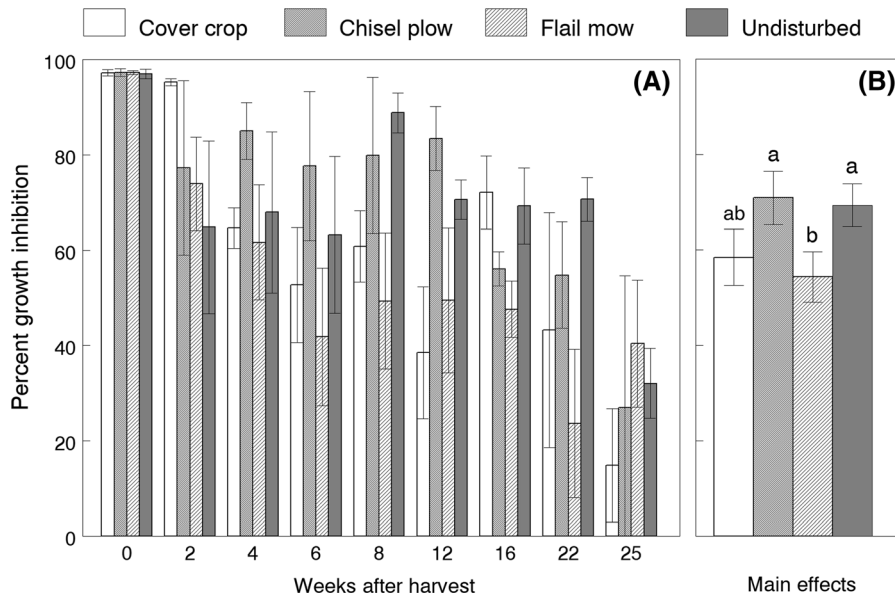 Cover crop Chisel plow Flail mow Undisturbed
100
80
60
40
20
0
Percent growth inhibition
(A)
(B)
a
a
ab
b
0 2 4 6 8 12 16 22 25
Weeks after harvest
Main effects